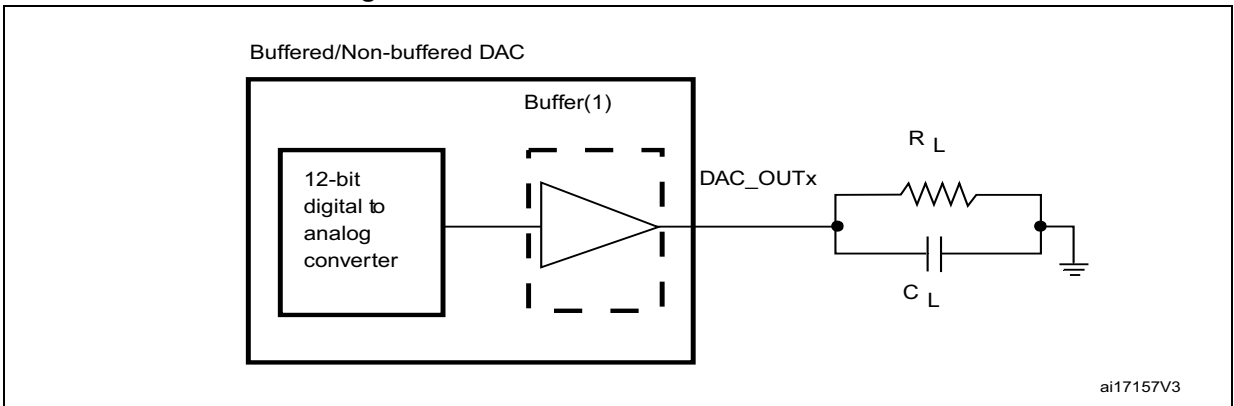 Buffered/Non-buffered DAC
Buffer(1)
12-bit
digital to
analog
converter
DAC_OUTx
R L
C L
ai17157V3